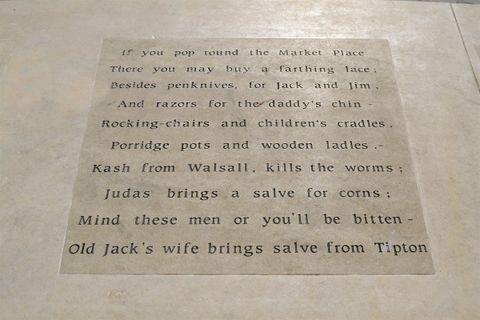 If you pop round the Market Place
There you may buy a farthing lace;
Besides penknives, for Jack and Jim,
And razors for the daddy's chin -
Rocking-chairs and children's cradles,
Porridge pots and wooden ladles.-
Kash from Walsall, kills the worms;
Judas brings a salve for corns;
Mind these men or you'll be bitten -
Old Jack's wife brings salve from Tipton